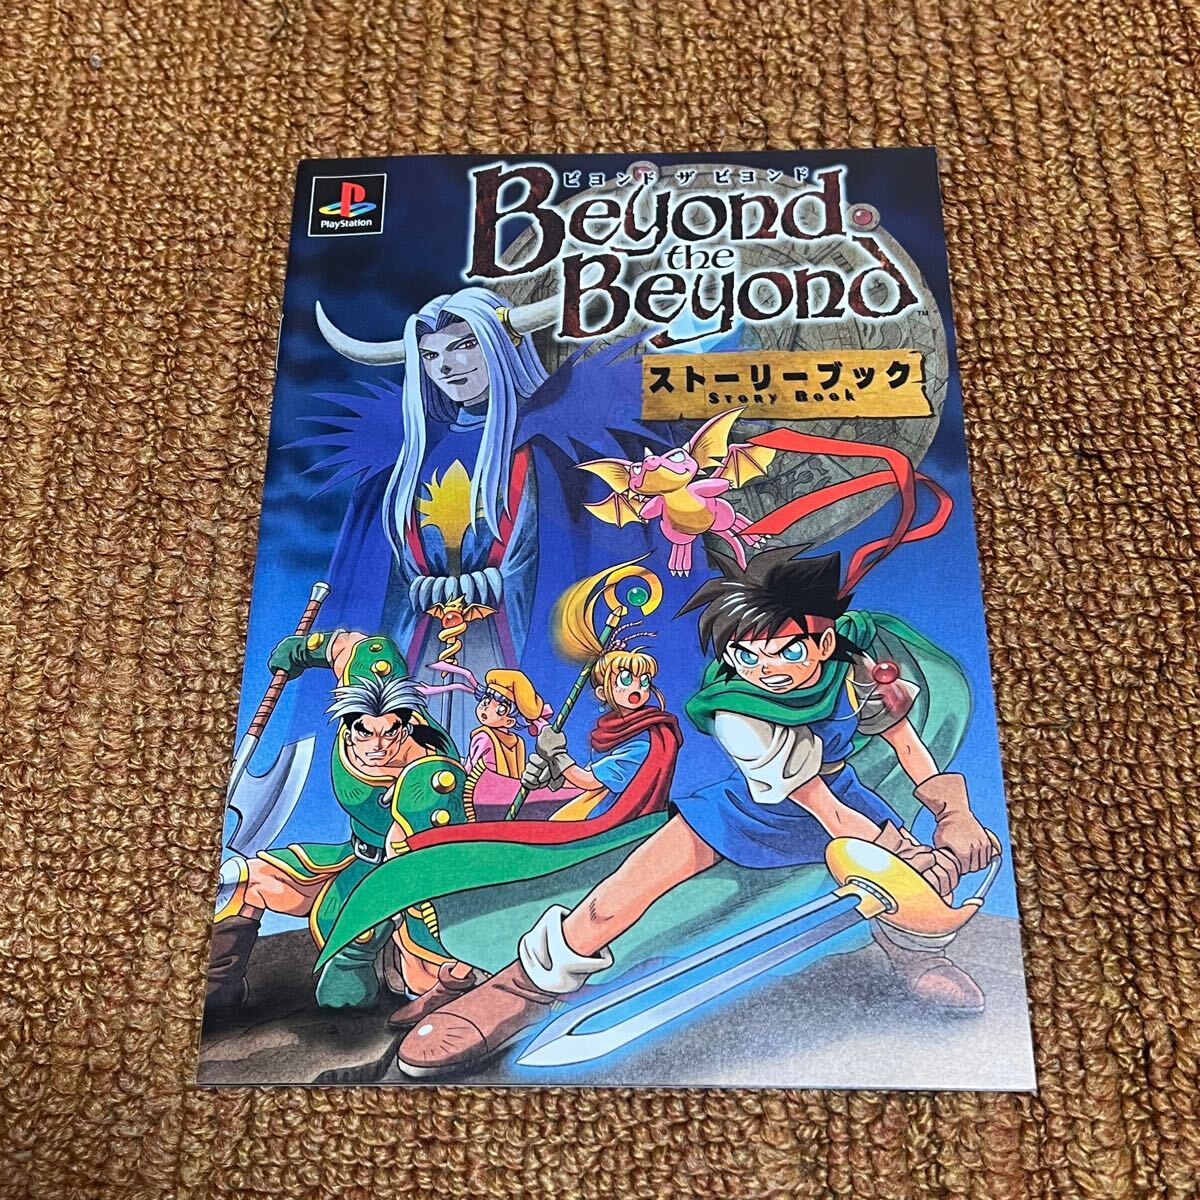 PlayStation
ビヨンド ザ ビヨンド
Beyond
the
Beyond
TM
ストーリーブック
Story Book